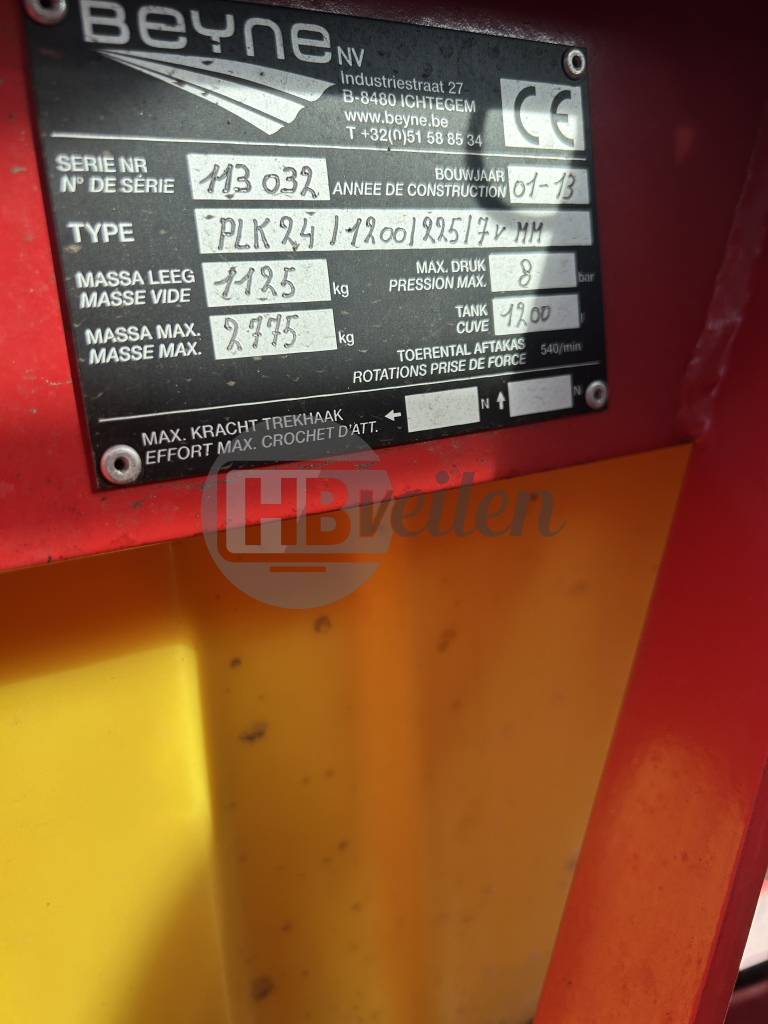 BEYNE NV
Industriestraat 27
B-8480 ICHTEGEM
www.beyne.be
T +32(0)51 58 85 34
CE
SERIE NR
N° DE SÉRIE
113 032
BOUWJAAR
ANNEE DE CONSTRUCTION
01-13
TYPE
PLK 24 / 1200 / 225 / 7V MM
MASSA LEEG
MASSE VIDE
1125 kg
MAX. DRUK
PRESSION MAX.
8 bar
MASSA MAX.
MASSE MAX.
2775 kg
TANK
CUVE
1200 l
TOERENTAL AFTAKAS
ROTATIONS PRISE DE FORCE
540/min
MAX. KRACHT TREKHAAK
EFFORT MAX. CROCHET D'ATT.
← N ↑ N
HBveilen